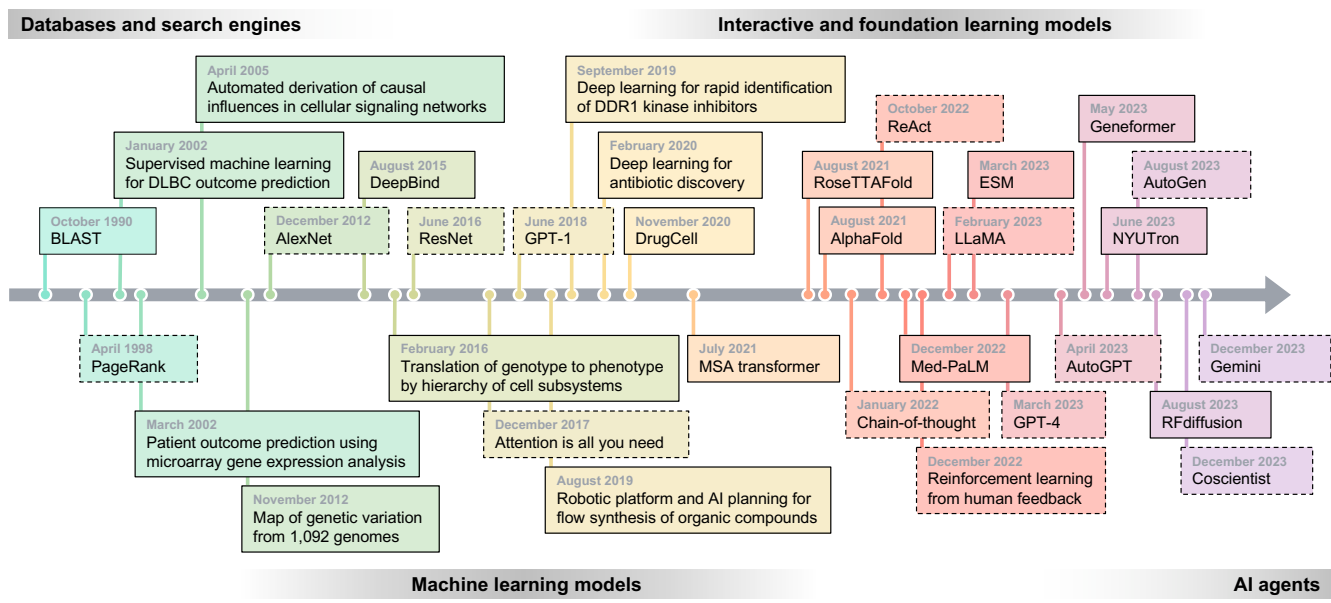 Databases and search engines
Interactive and foundation learning models
April 2005
Automated derivation of causal
influences in cellular signaling networks
September 2019
Deep learning for rapid identification
of DDR1 kinase inhibitors
October 2022
ReAct
May 2023
Geneformer
January 2002
Supervised machine learning
for DLBC outcome prediction
August 2015
DeepBind
February 2020
Deep learning for
antibiotic discovery
August 2021
RoseTTAFold
March 2023
ESM
August 2023
AutoGen
October 1990
BLAST
December 2012
AlexNet
June 2016
ResNet
June 2018
GPT-1
November 2020
DrugCell
August 2021
AlphaFold
February 2023
LLaMA
June 2023
NYUTron
April 1998
PageRank
February 2016
Translation of genotype to phenotype
by hierarchy of cell subsystems
July 2021
MSA transformer
December 2022
Med-PaLM
April 2023
AutoGPT
December 2023
Gemini
March 2002
Patient outcome prediction using
microarray gene expression analysis
December 2017
Attention is all you need
January 2022
Chain-of-thought
March 2023
GPT-4
August 2023
RFdiffusion
November 2012
Map of genetic variation
from 1,092 genomes
August 2019
Robotic platform and AI planning for
flow synthesis of organic compounds
December 2022
Reinforcement learning
from human feedback
December 2023
Coscientist
Machine learning models
AI agents